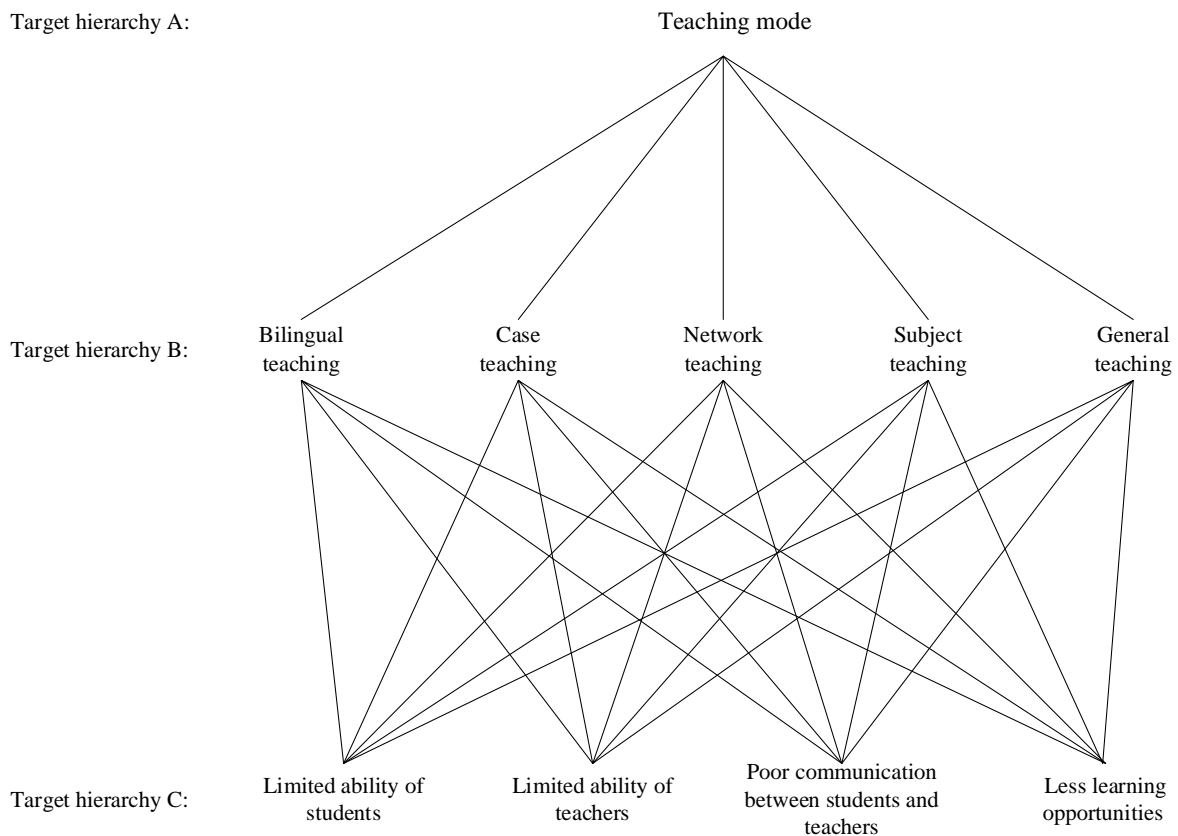 Target hierarchy A:
Teaching mode
Target hierarchy B:
Bilingual
teaching
Case
teaching
Network
teaching
Subject
teaching
General
teaching
Target hierarchy C:
Limited ability of
students
Limited ability of
teachers
Poor communication
between students and
teachers
Less learning
opportunities